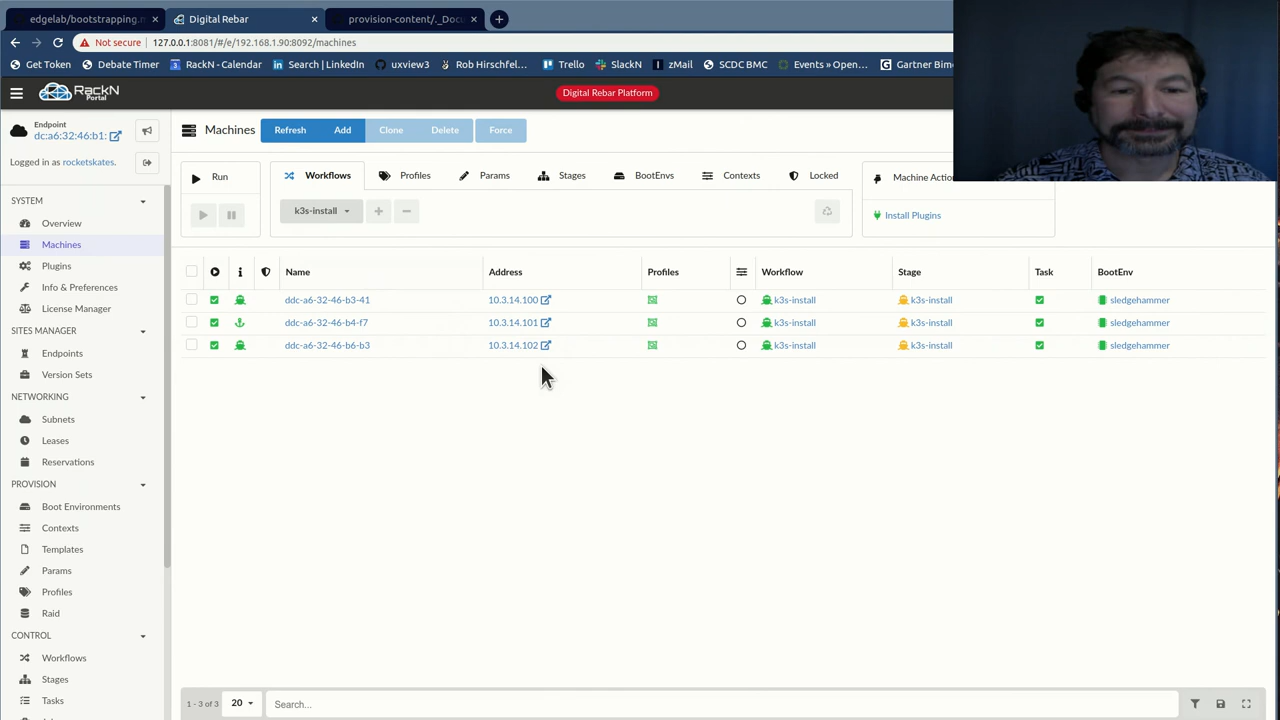 edgelab/bootstrapping.m
Digital Rebar
provision-content/._Docu
Not secure 127.0.0.1:8081/#/e/192.168.1.90:8092/machines
Get Token
Debate Timer
RackN - Calendar
Search | LinkedIn
uxview3
Rob Hirschfel...
Trello
SlackN
zMail
SCDC BMC
Events » Open...
Gartner Bim
RackN
Portal
Digital Rebar Platform
Endpoint
dc:a6:32:46:b1:
Logged in as rocketskates.
Machines
Refresh
Add
Clone
Delete
Force
Run
Workflows
Profiles
Params
Stages
BootEnvs
Contexts
Locked
Machine Actio
k3s-install
Install Plugins
SYSTEM
Overview
Machines
Plugins
Info & Preferences
License Manager
SITES MANAGER
Endpoints
Version Sets
NETWORKING
Subnets
Leases
Reservations
PROVISION
Boot Environments
Contexts
Templates
Params
Profiles
Raid
CONTROL
Workflows
Stages
Tasks
Name Address Profiles Workflow Stage Task BootEnv
ddc-a6-32-46-b3-41 10.3.14.100 k3s-install k3s-install sledgehammer
ddc-a6-32-46-b4-f7 10.3.14.101 k3s-install k3s-install sledgehammer
ddc-a6-32-46-b6-b3 10.3.14.102 k3s-install k3s-install sledgehammer
1 - 3 of 3
20
Search...